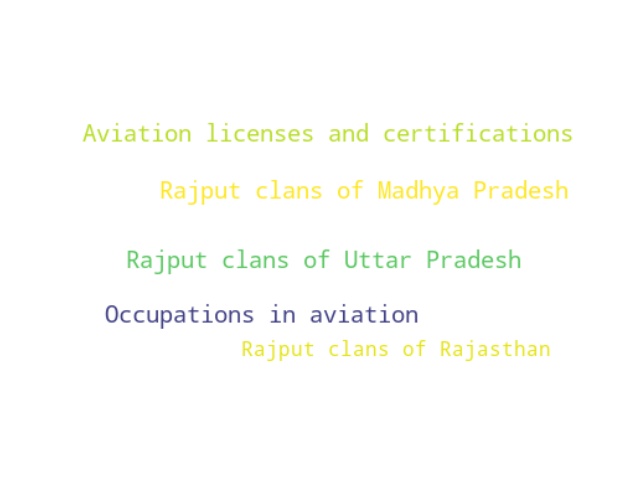 Aviation licenses and certifications
Rajput clans of Madhya Pradesh
Rajput clans of Uttar Pradesh
Occupations in aviation
Rajput clans of Rajasthan